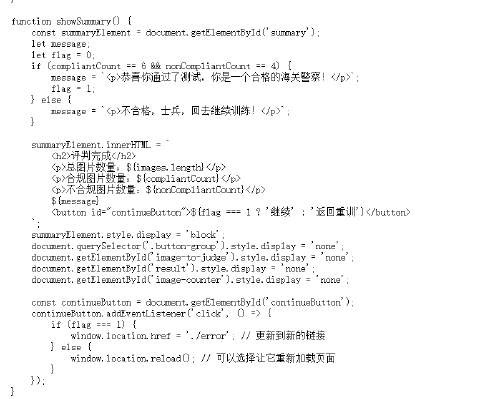 }
function showSummary() {
    const summaryElement = document.getElementById('summary');
    let message;
    let flag = 0;
    if (compliantCount == 6 && nonCompliantCount == 4) {
        message = `<p>恭喜你通过了测试，你是一个合格的海关警察！</p>`;
        flag = 1;
    } else {
        message = `<p>不合格，士兵，回去继续训练！</p>`;
    }
    summaryElement.innerHTML = `
        <h2>评判完成</h2>
        <p>总图片数量：${images.length}</p>
        <p>合规图片数量：${compliantCount}</p>
        <p>不合规图片数量：${nonCompliantCount}</p>
        ${message}
        <button id="continueButton">${flag === 1 ? '继续' : '返回重训'}</button>
    `;
    summaryElement.style.display = 'block';
    document.querySelector('.button-group').style.display = 'none';
    document.getElementById('image-to-judge').style.display = 'none';
    document.getElementById('result').style.display = 'none';
    document.getElementById('image-counter').style.display = 'none';
    const continueButton = document.getElementById('continueButton');
    continueButton.addEventListener('click', () => {
        if (flag === 1) {
            window.location.href = './error'; // 更新到新的链接
        } else {
            window.location.reload(); // 可以选择让它重新加载页面
        }
    });
}